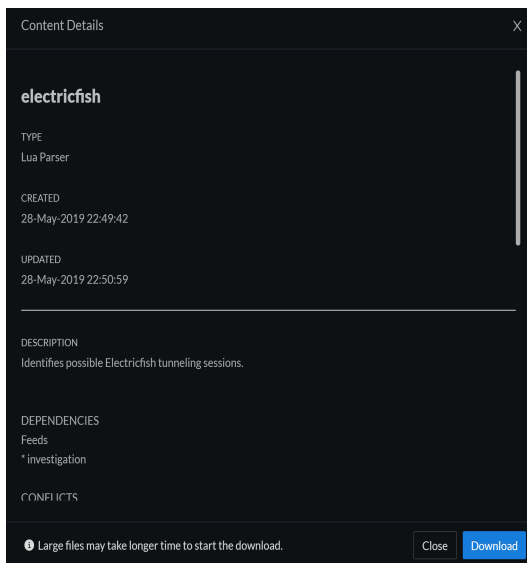 Content Details
X
electricfish
TYPE
Lua Parser
CREATED
28-May-2019 22:49:42
UPDATED
28-May-2019 22:50:59
DESCRIPTION
Identifies possible Electricfish tunneling sessions.
DEPENDENCIES
Feeds
* investigation
CONFLICTS
Large files may take longer time to start the download.
Close
Download